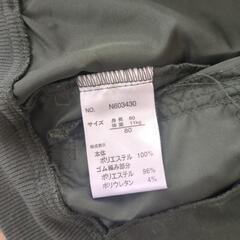 NO. N603430
サイズ 身長 80
体重 11kg
80
組成表示
本体
ポリエステル 100%
ゴム編み部分
ポリエステル 96%
ポリウレタン 4%